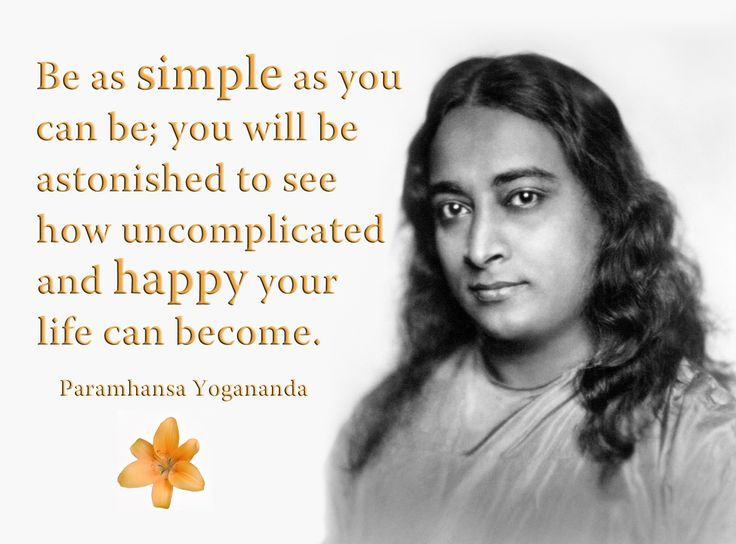 Be as simple as you
can be; you will be
astonished to see
how uncomplicated
and happy your
life can become.
Paramhansa Yogananda